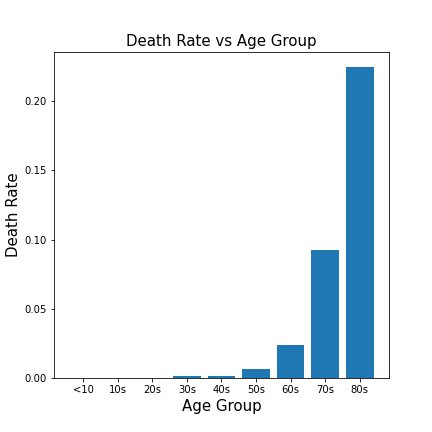 Death Rate vs Age Group
Death Rate
0.20
0.15
0.10
0.05
0.00
<10 10s 20s 30s 40s 50s 60s 70s 80s
Age Group